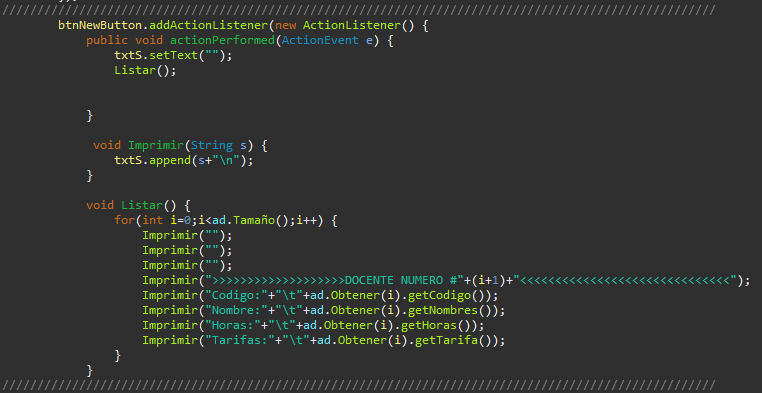 //////////////////////////////////////////////////////////////////////////////////////////////////////
btnNewButton.addActionListener(new ActionListener() {
public void actionPerformed(ActionEvent e) {
txtS.setText("");
Listar();
}
void Imprimir(String s) {
txtS.append(s+"\n");
}
void Listar() {
for(int i=0;i<ad.Tamaño();i++) {
Imprimir("");
Imprimir("");
Imprimir("");
Imprimir(">>>>>>>>>>>>>>>>>>>DOCENTE NUMERO #"+(i+1)+"<<<<<<<<<<<<<<<<<<<<<<<<<<<<<<");
Imprimir("Codigo:"+"\t"+ad.Obtener(i).getCodigo());
Imprimir("Nombre:"+"\t"+ad.Obtener(i).getNombres());
Imprimir("Horas:"+"\t"+ad.Obtener(i).getHoras());
Imprimir("Tarifas:"+"\t"+ad.Obtener(i).getTarifa());
}
}
//////////////////////////////////////////////////////////////////////////////////////////////////////